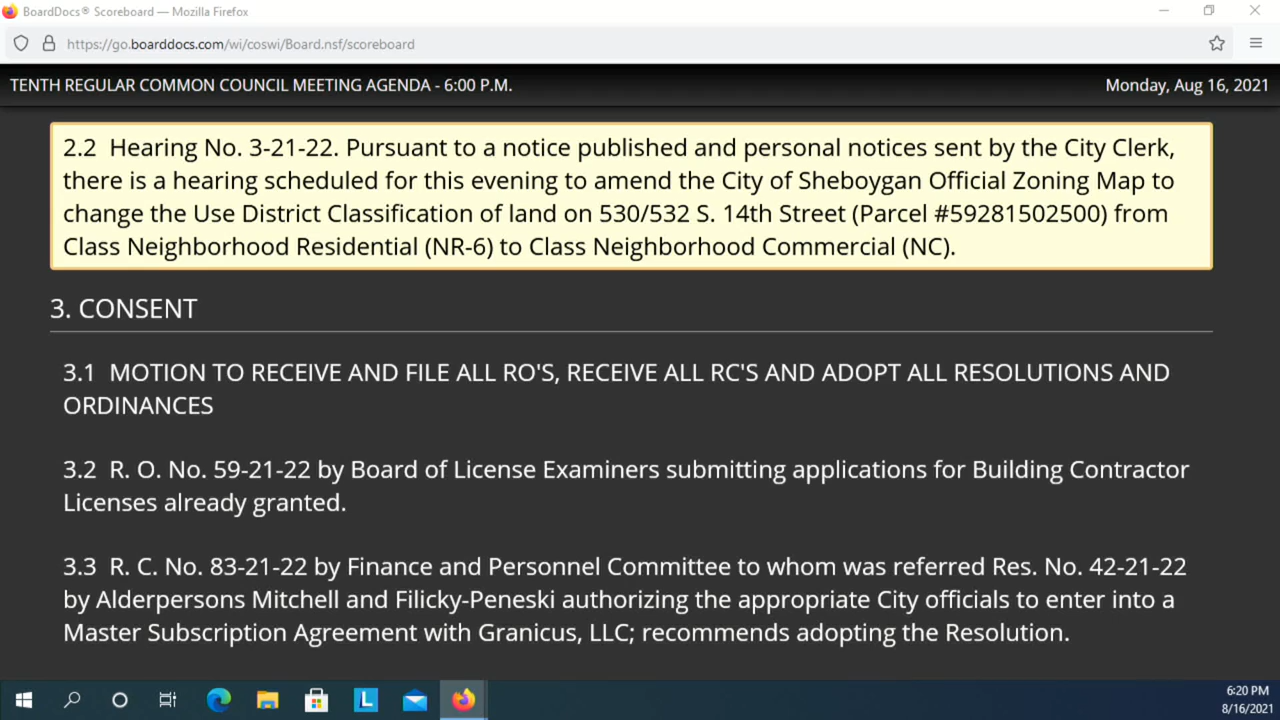 BoardDocs® Scoreboard — Mozilla Firefox
https://go.boarddocs.com/wi/coswi/Board.nsf/scoreboard
TENTH REGULAR COMMON COUNCIL MEETING AGENDA - 6:00 P.M. Monday, Aug 16, 2021
2.2 Hearing No. 3-21-22. Pursuant to a notice published and personal notices sent by the City Clerk,
there is a hearing scheduled for this evening to amend the City of Sheboygan Official Zoning Map to
change the Use District Classification of land on 530/532 S. 14th Street (Parcel #59281502500) from
Class Neighborhood Residential (NR-6) to Class Neighborhood Commercial (NC).
3. CONSENT
3.1 MOTION TO RECEIVE AND FILE ALL RO'S, RECEIVE ALL RC'S AND ADOPT ALL RESOLUTIONS AND
ORDINANCES
3.2 R. O. No. 59-21-22 by Board of License Examiners submitting applications for Building Contractor
Licenses already granted.
3.3 R. C. No. 83-21-22 by Finance and Personnel Committee to whom was referred Res. No. 42-21-22
by Alderpersons Mitchell and Filicky-Peneski authorizing the appropriate City officials to enter into a
Master Subscription Agreement with Granicus, LLC; recommends adopting the Resolution.
L
6:20 PM
8/16/2021